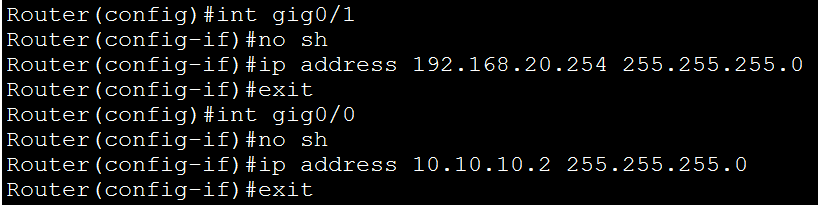 Router(config)#int gig0/1
Router(config-if)#no sh
Router(config-if)#ip address 192.168.20.254 255.255.255.0
Router(config-if)#exit
Router(config)#int gig0/0
Router(config-if)#no sh
Router(config-if)#ip address 10.10.10.2 255.255.255.0
Router(config-if)#exit